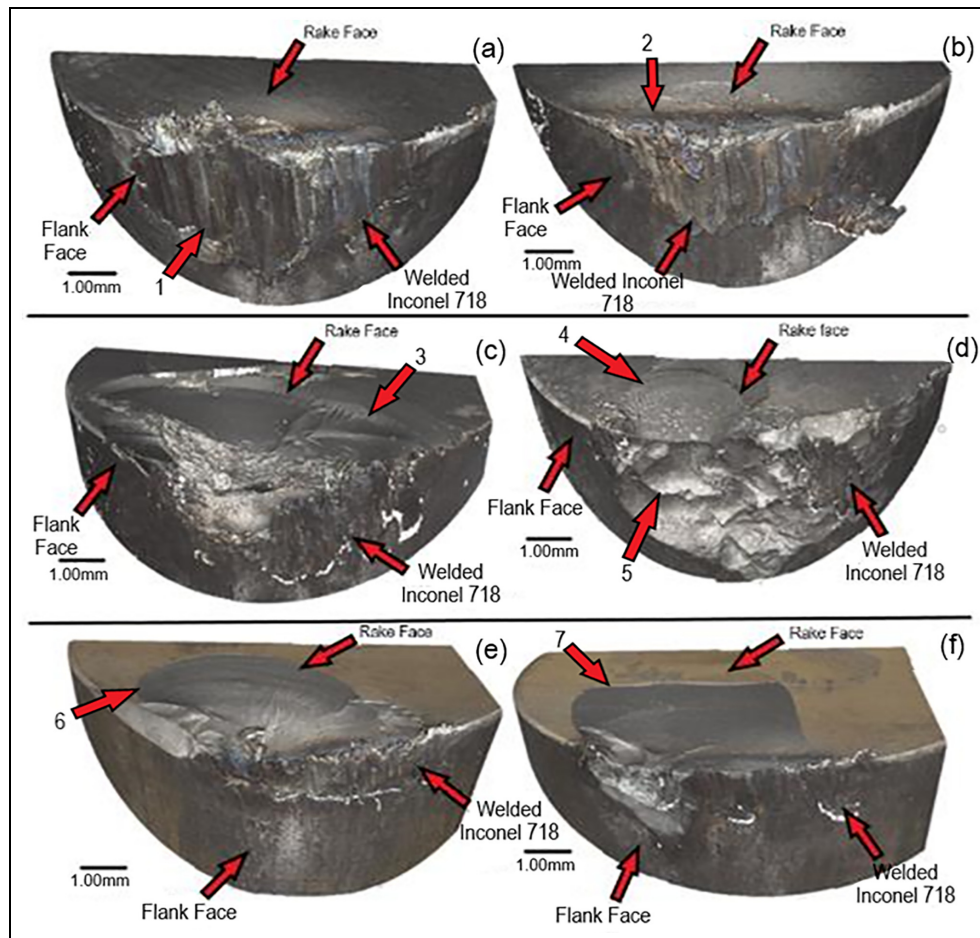 Rake Face
(a)
Flank
Face
1.00mm
1
Welded
Inconel 718
2
Rake Face
(b)
Flank
Face
1.00mm
Welded Inconel
718
Rake Face
(c)
3
Flank
Face
1.00mm
Welded
Inconel 718
4
Rake face
(d)
Flank Face
1.00mm
5
Welded
Inconel 718
Rake Face
(e)
6
1.00mm
Welded
Inconel 718
Flank Face
7
Rake Face
(f)
1.00mm
Flank Face
Welded
Inconel 718